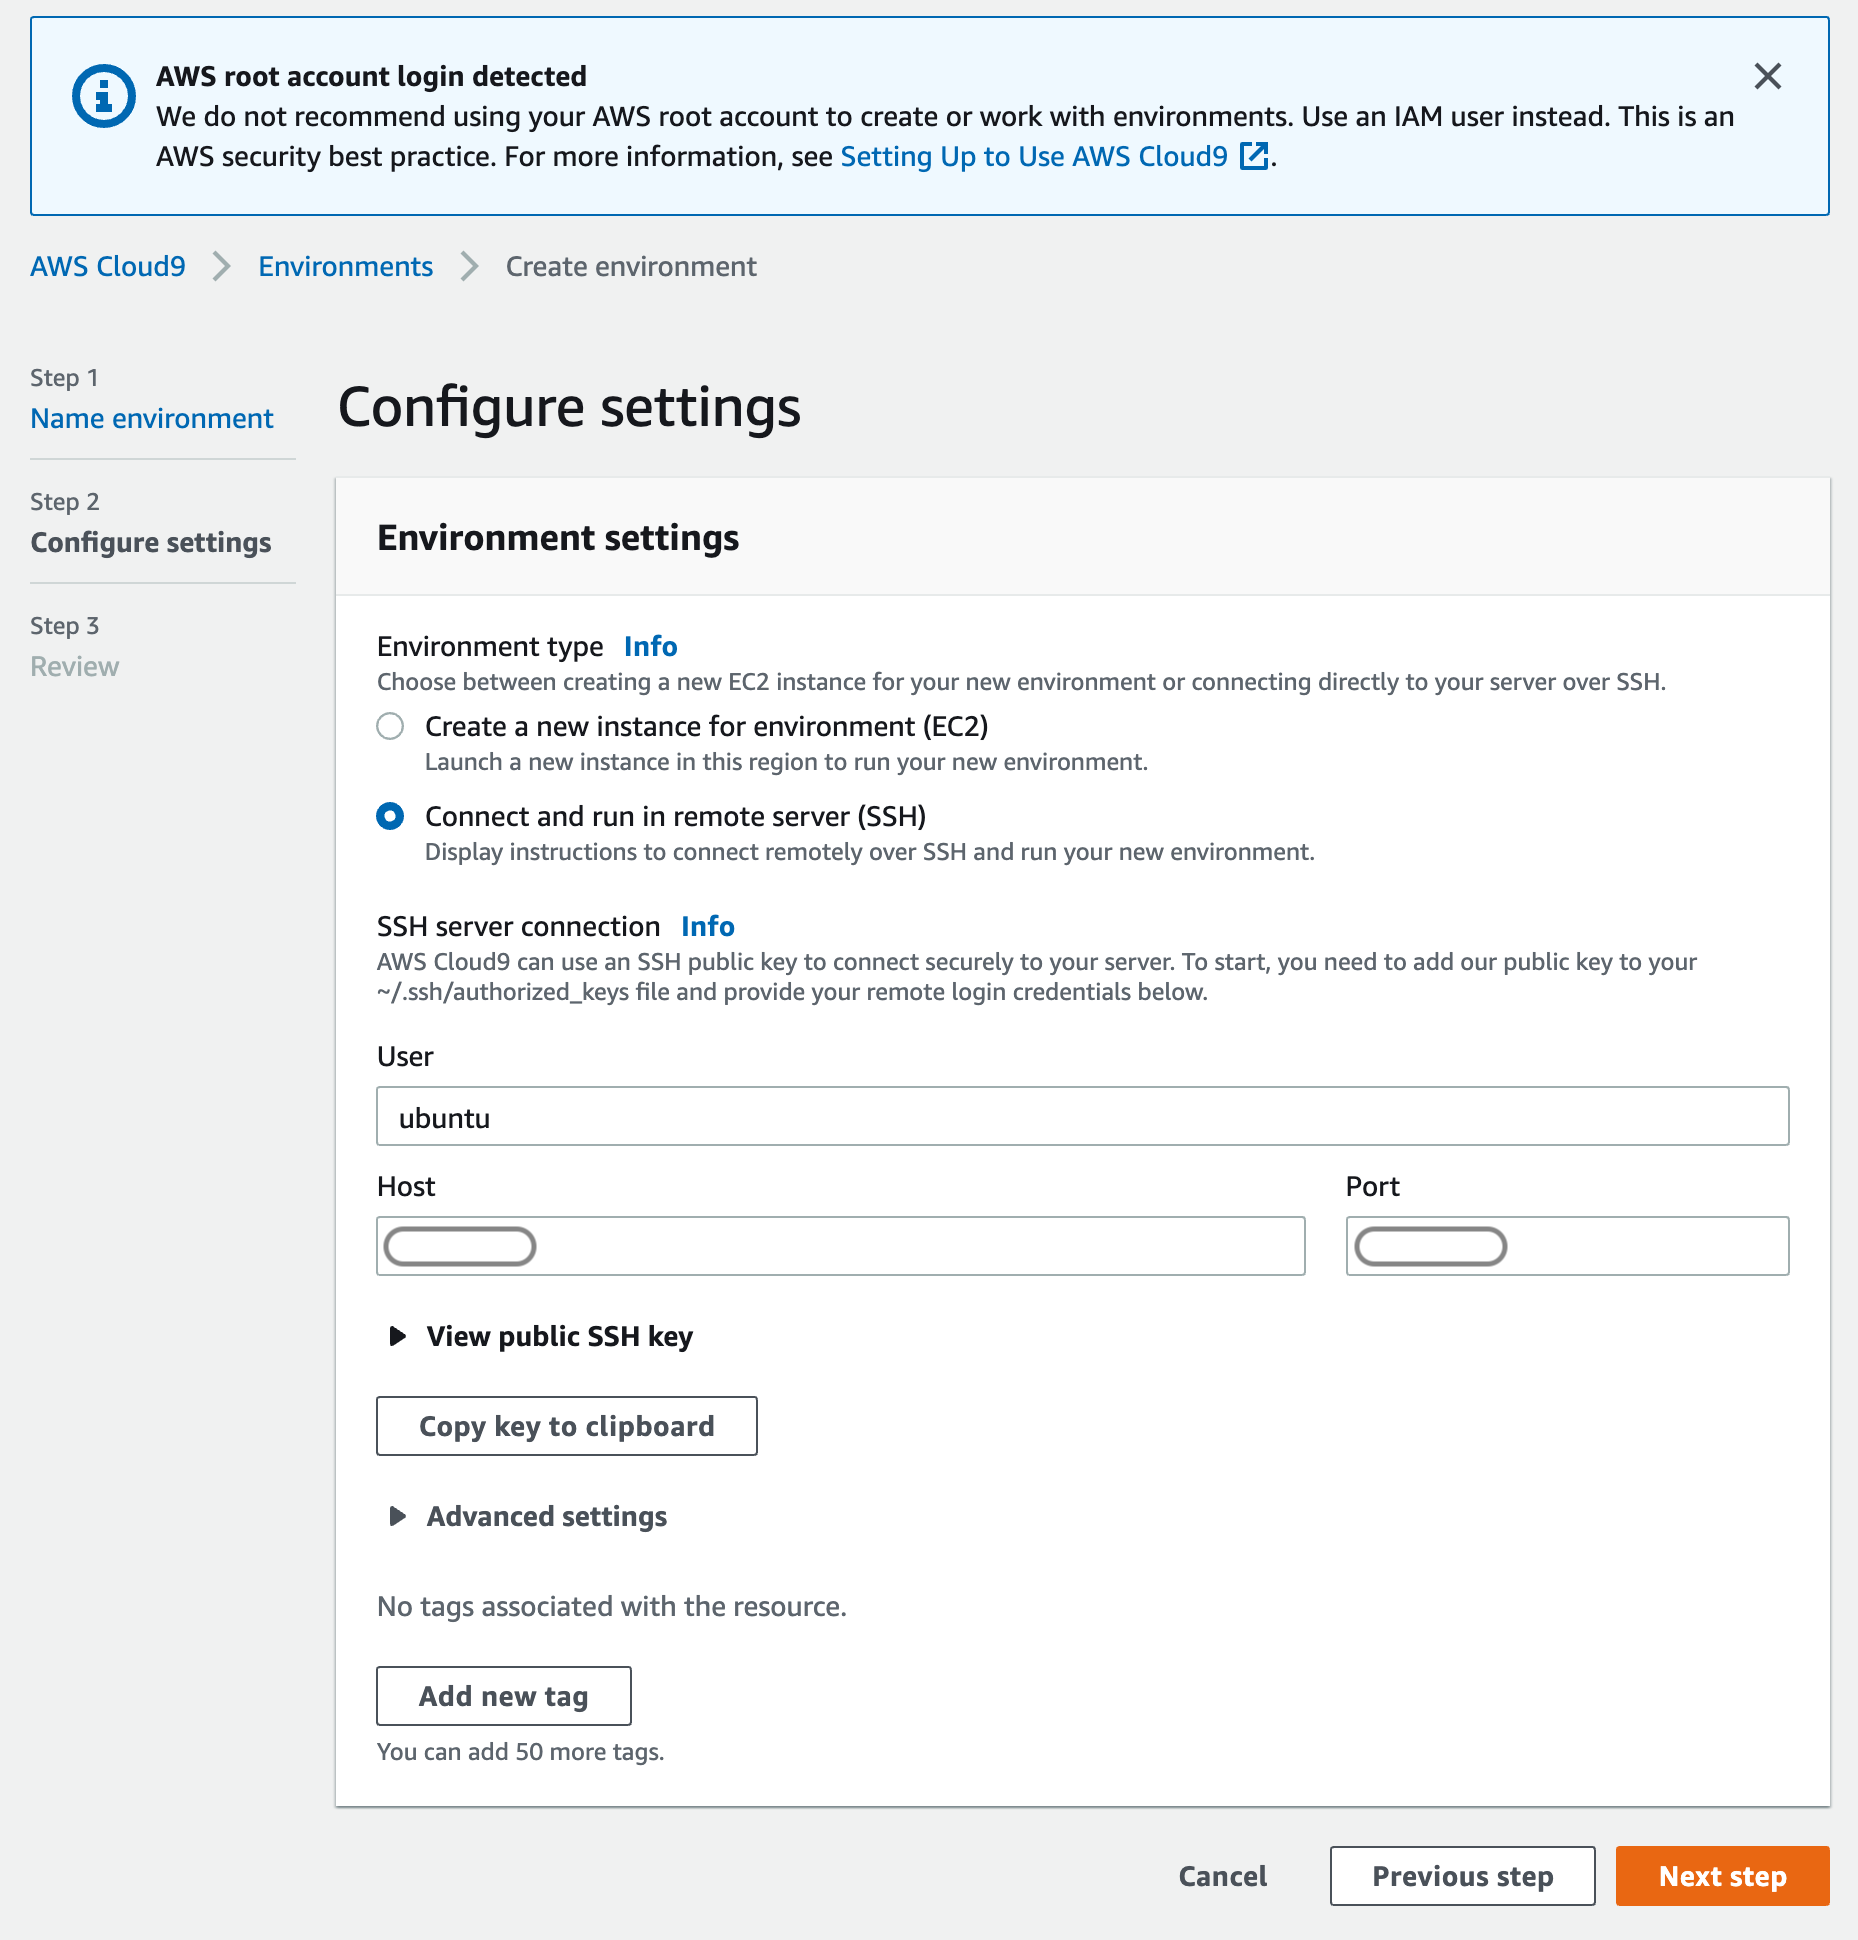 AWS root account login detected
We do not recommend using your AWS root account to create or work with environments. Use an IAM user instead. This is an
AWS security best practice. For more information, see Setting Up to Use AWS Cloud9.
AWS Cloud9 > Environments > Create environment
Step 1
Name environment
Step 2
Configure settings
Step 3
Review
Configure settings
Environment settings
Environment type Info
Choose between creating a new EC2 instance for your new environment or connecting directly to your server over SSH.
Create a new instance for environment (EC2)
Launch a new instance in this region to run your new environment.
Connect and run in remote server (SSH)
Display instructions to connect remotely over SSH and run your new environment.
SSH server connection Info
AWS Cloud9 can use an SSH public key to connect securely to your server. To start, you need to add our public key to your
~/.ssh/authorized_keys file and provide your remote login credentials below.
User
ubuntu
Host Port
View public SSH key
Copy key to clipboard
Advanced settings
No tags associated with the resource.
Add new tag
You can add 50 more tags.
Cancel Previous step Next step